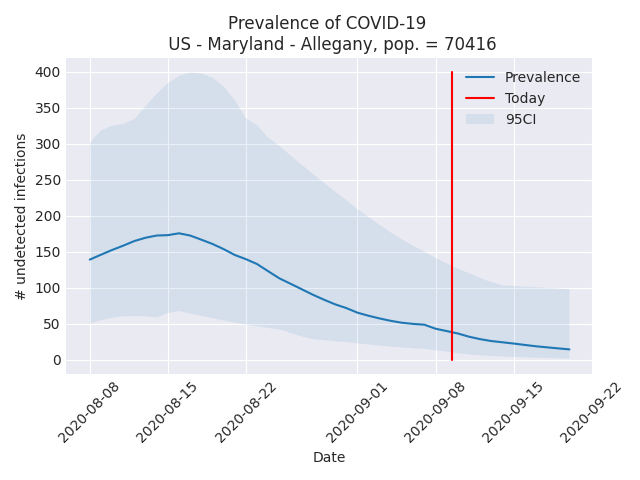 Prevalence of COVID-19
US - Maryland - Allegany, pop. = 70416
400
350
300
250
200
150
100
50
0
# undetected infections
Prevalence
Today
95CI
2020-08-08
2020-08-15
2020-08-22
2020-09-01
2020-09-08
2020-09-15
2020-09-22
Date